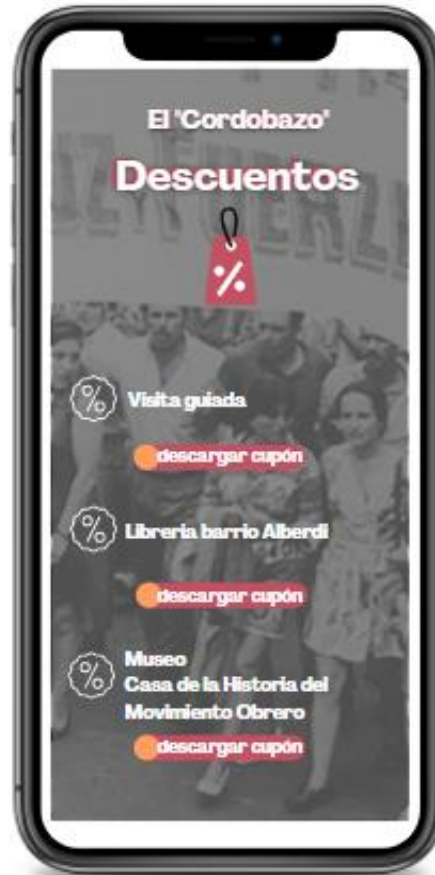 El "Cordobazo"
Descuentos
%
% Visita guiada
descargar cupón
% Libreria barrio Alberdi
descargar cupón
Museo
% Casa de la Historia del
Movimiento Obrero
descargar cupón